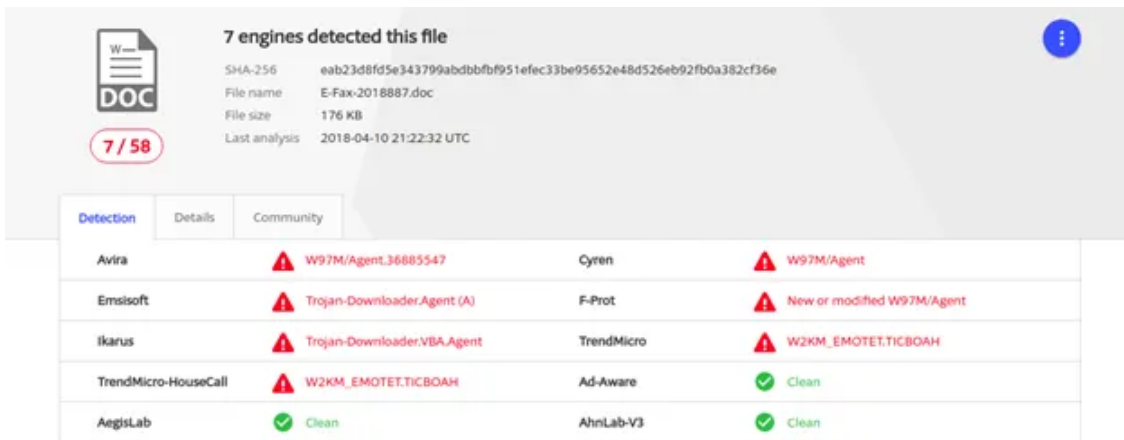 7 engines detected this file
W
DOC
SHA-256 eab23d8fd5e343799abdbbfbf951efec33be95652e48d526eb92fb0a382cf36e
File name E-Fax-2018887.doc
File size 176 KB
Last analysis 2018-04-10 21:22:32 UTC
7 / 58
Detection Details Community
Avira W97M/Agent.36885547 Cyren W97M/Agent
Emsisoft Trojan-Downloader.Agent (A) F-Prot New or modified W97M/Agent
Ikarus Trojan-Downloader.VBA.Agent TrendMicro W2KM_EMOTET.TICBOAH
TrendMicro-HouseCall W2KM_EMOTET.TICBOAH Ad-Aware Clean
AegisLab Clean AhnLab-V3 Clean